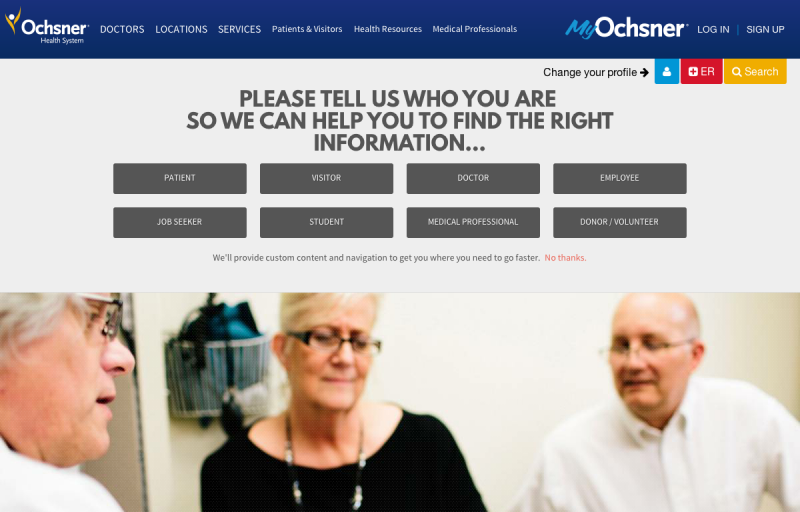 Ochsner
Health System
DOCTORS LOCATIONS SERVICES Patients & Visitors Health Resources Medical Professionals
MyOchsner LOG IN | SIGN UP
Change your profile → ER Search
PLEASE TELL US WHO YOU ARE
SO WE CAN HELP YOU TO FIND THE RIGHT
INFORMATION...
PATIENT VISITOR DOCTOR EMPLOYEE
JOB SEEKER STUDENT MEDICAL PROFESSIONAL DONOR / VOLUNTEER
We'll provide custom content and navigation to get you where you need to go faster. No thanks.